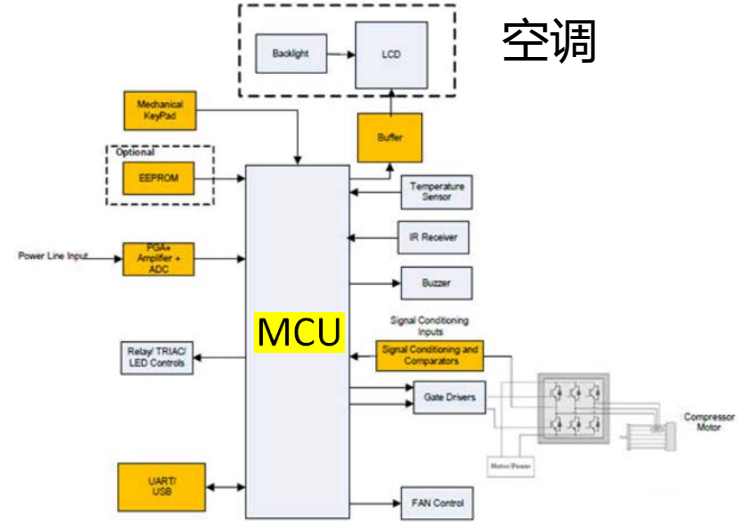 空调
Backlight
LCD
Mechanical
KeyPad
Buffer
Optional
EEPROM
Temperature
Sensor
IR Receiver
Power Line Input
PGA+
Amplifier +
ADC
Buzzer
MCU
Signal Conditioning
Inputs
Relay/ TRIAC/
LED Controls
Signal Conditioning and
Comparators
Gate Drivers
Compressor
Motor
Motor Power
UART/
USB
FAN Control